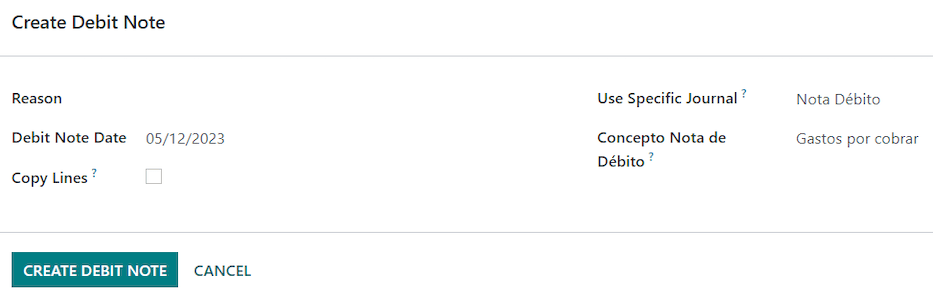 Create Debit Note
Reason
Use Specific Journal ? Nota Débito
Debit Note Date 05/12/2023
Concepto Nota de
Débito ? Gastos por cobrar
Copy Lines ?
CREATE DEBIT NOTE CANCEL